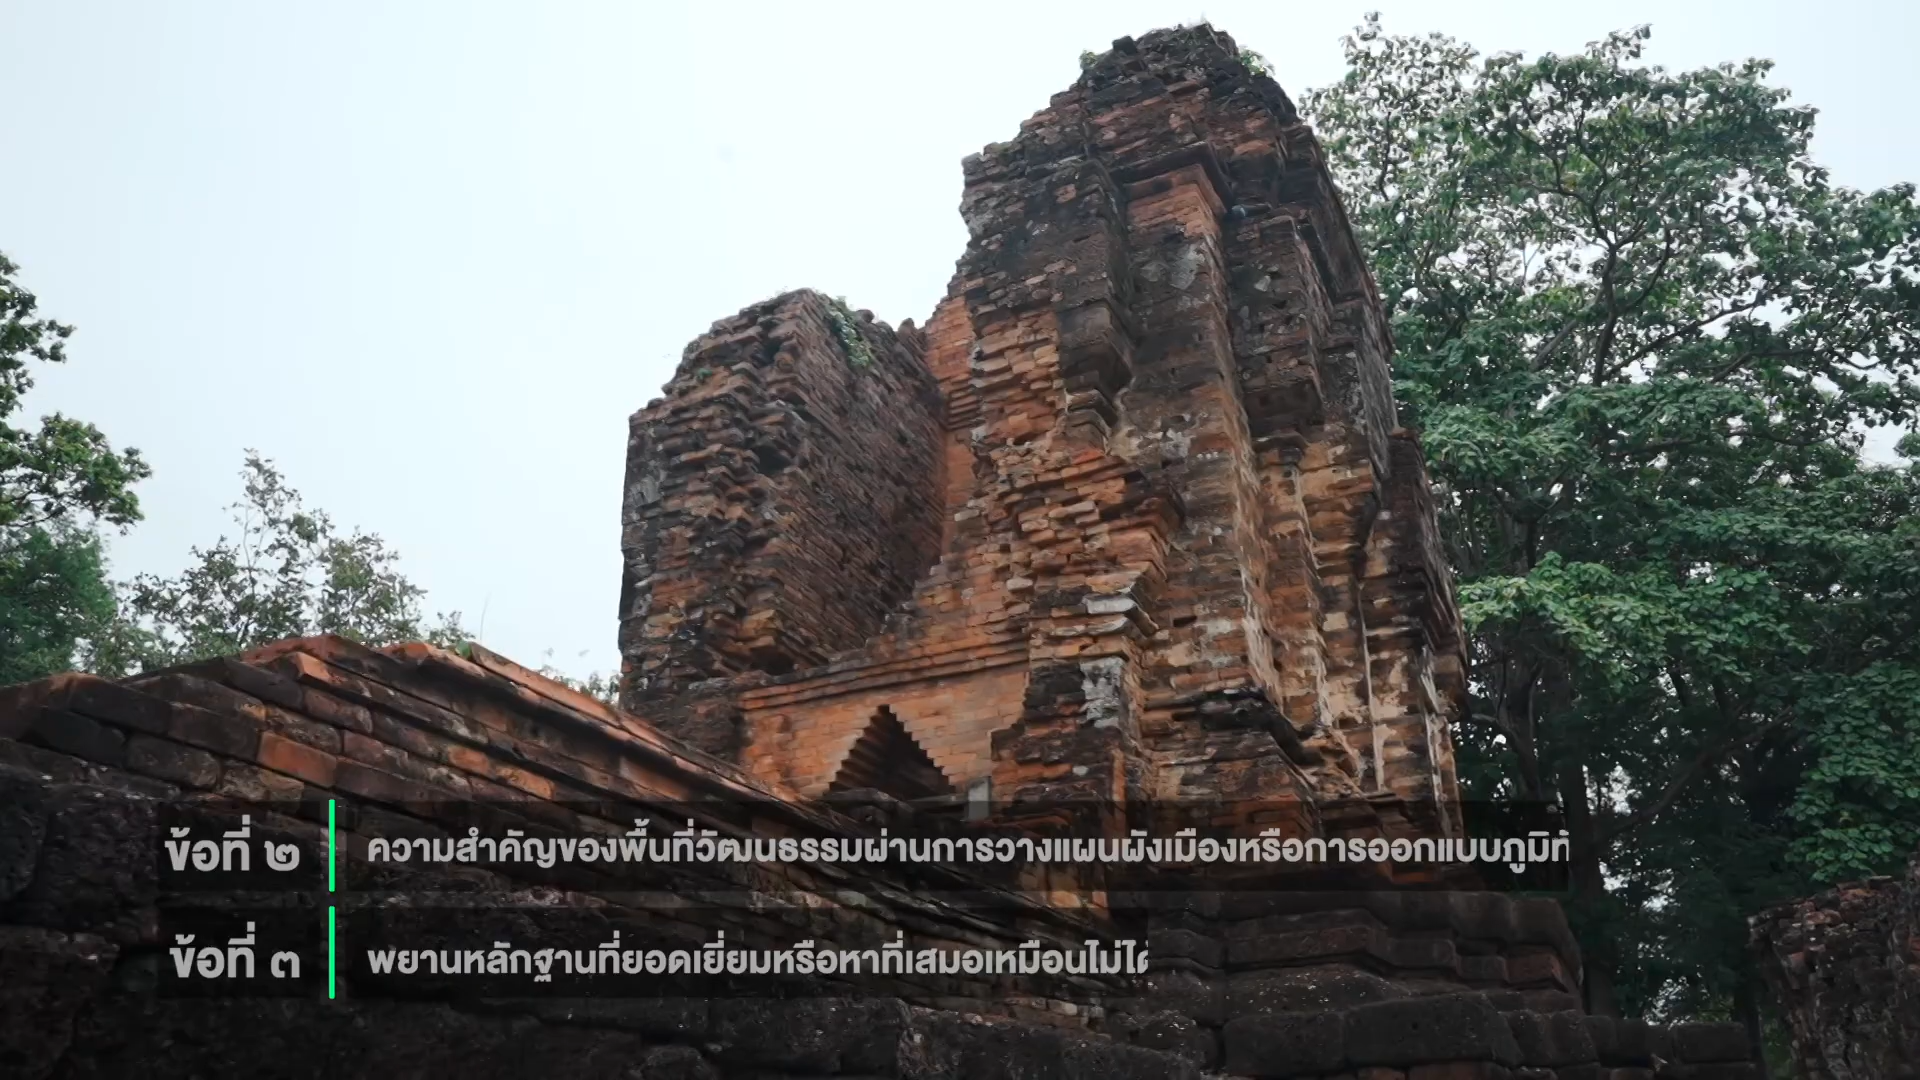 ข้อที่ ๒ ความสำคัญของพื้นที่วัฒนธรรมผ่านการวางแผนผังเมืองหรือการออกแบบภูมิทั
ข้อที่ ๓ พยานหลักฐานที่ยอดเยี่ยมหรือหาที่เสมอเหมือนไม่ได้